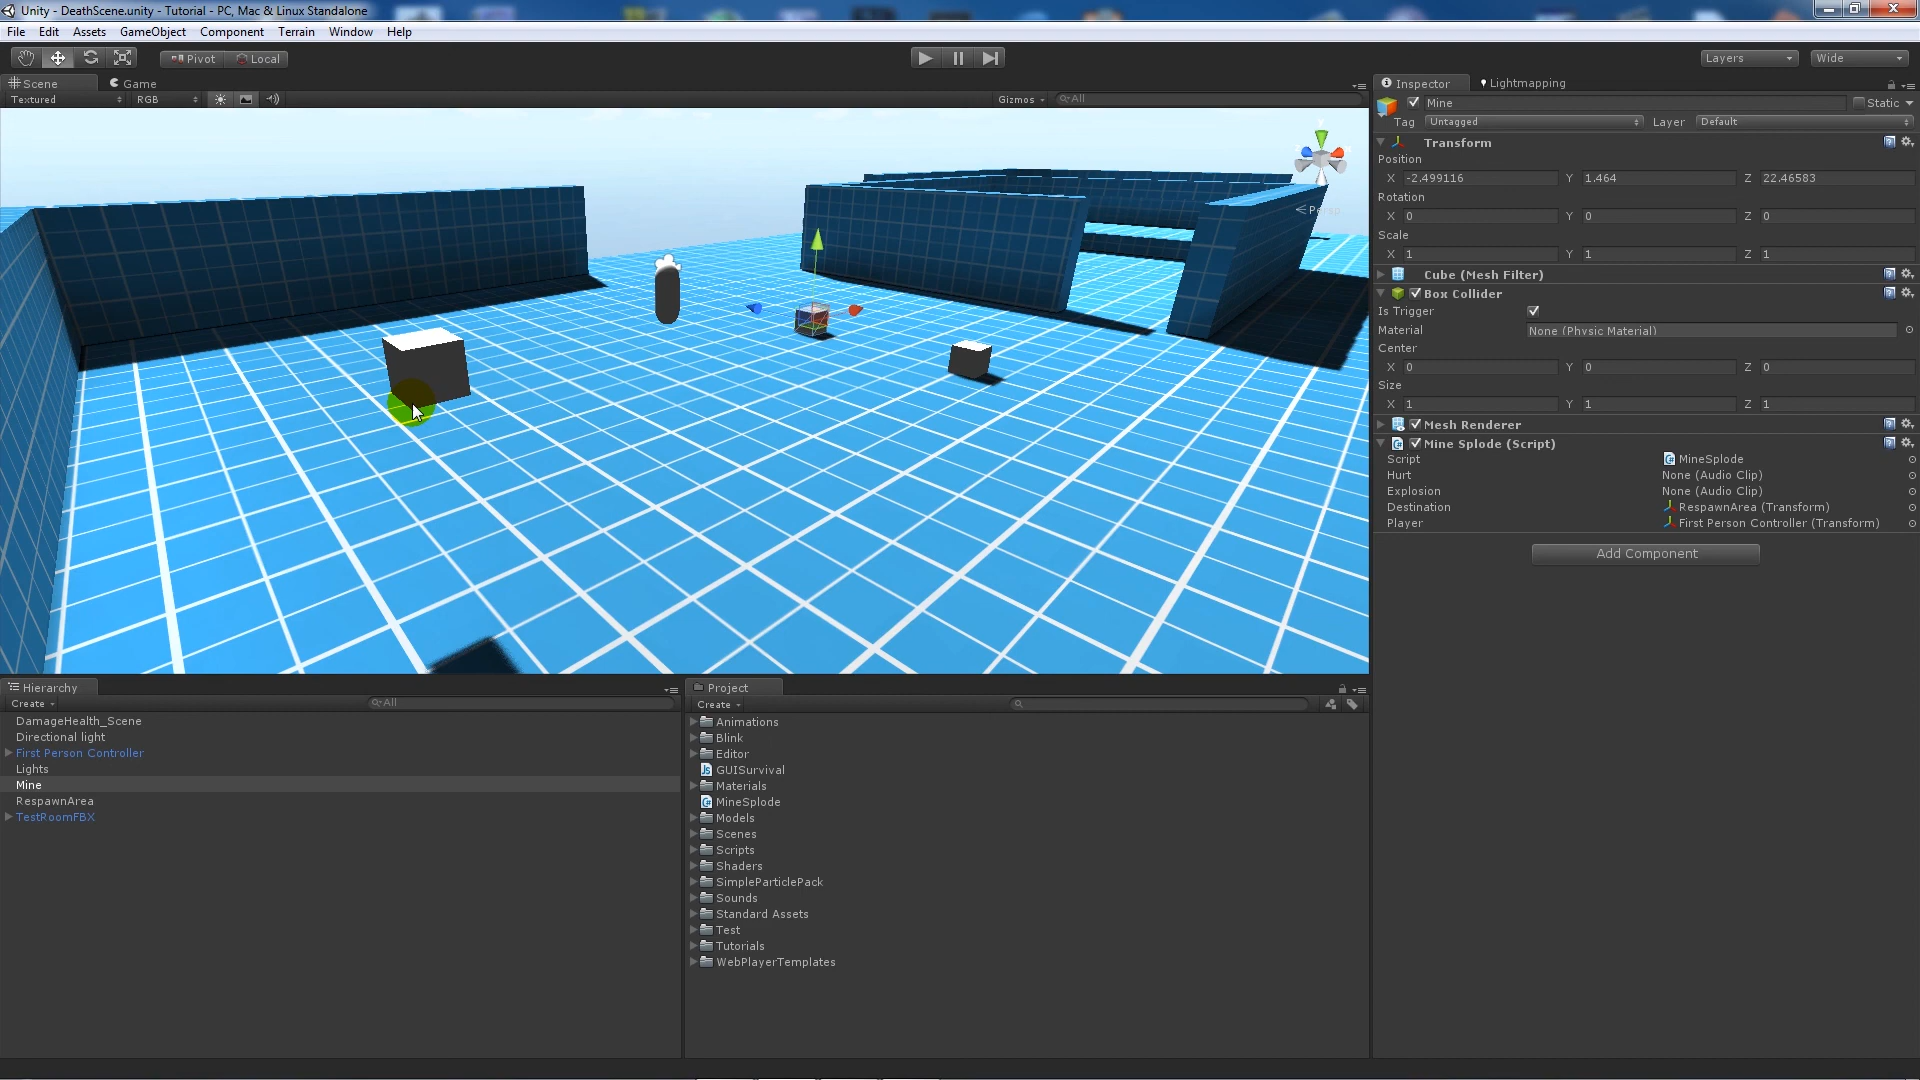 Unity - DeathScene.unity - Tutorial - PC, Mac & Linux Standalone
File Edit Assets GameObject Component Terrain Window Help
Pivot Local Layers Wide
Scene Game
Textured RGB Gizmos All
Persp
Hierarchy
Create All
DamageHealth_Scene
Directional light
First Person Controller
Lights
Mine
RespawnArea
TestRoomFBX
Project
Create
Animations
Blink
Editor
GUISurvival
Materials
MineSplode
Models
Scenes
Scripts
Shaders
SimpleParticlePack
Sounds
Standard Assets
Test
Tutorials
WebPlayerTemplates
Inspector Lightmapping
Mine Static
Tag Untagged Layer Default
Transform
Position
X -2.499116 Y 1.464 Z 22.46583
Rotation
X 0 Y 0 Z 0
Scale
X 1 Y 1 Z 1
Cube (Mesh Filter)
Box Collider
Is Trigger
Material None (Physic Material)
Center
X 0 Y 0 Z 0
Size
X 1 Y 1 Z 1
Mesh Renderer
Mine Splode (Script)
Script MineSplode
Hurt None (Audio Clip)
Explosion None (Audio Clip)
Destination RespawnArea (Transform)
Player First Person Controller (Transform)
Add Component